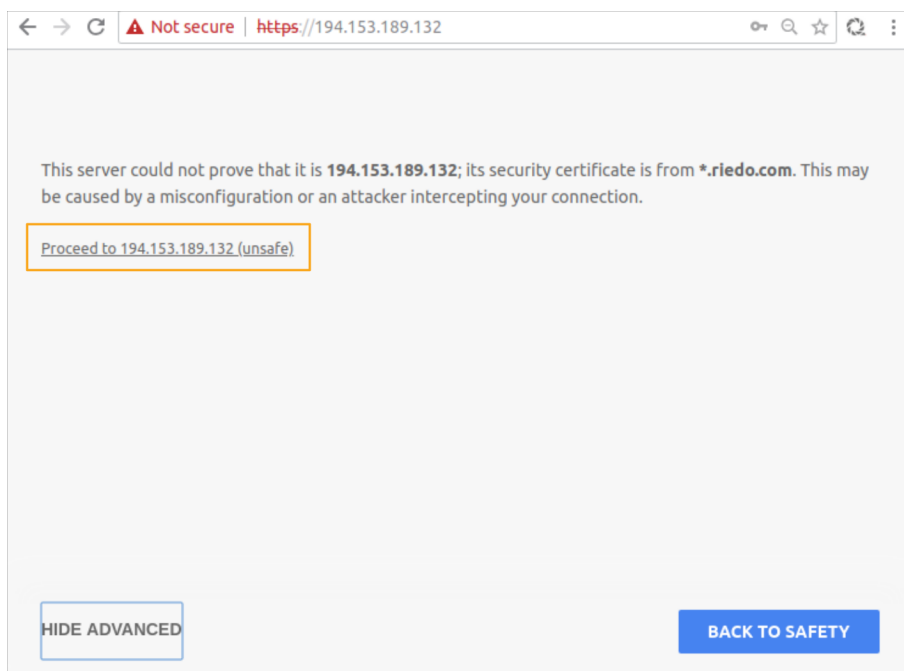 Not secure | https://194.153.189.132
This server could not prove that it is 194.153.189.132; its security certificate is from *.riedo.com. This may
be caused by a misconfiguration or an attacker intercepting your connection.
Proceed to 194.153.189.132 (unsafe)
HIDE ADVANCED
BACK TO SAFETY